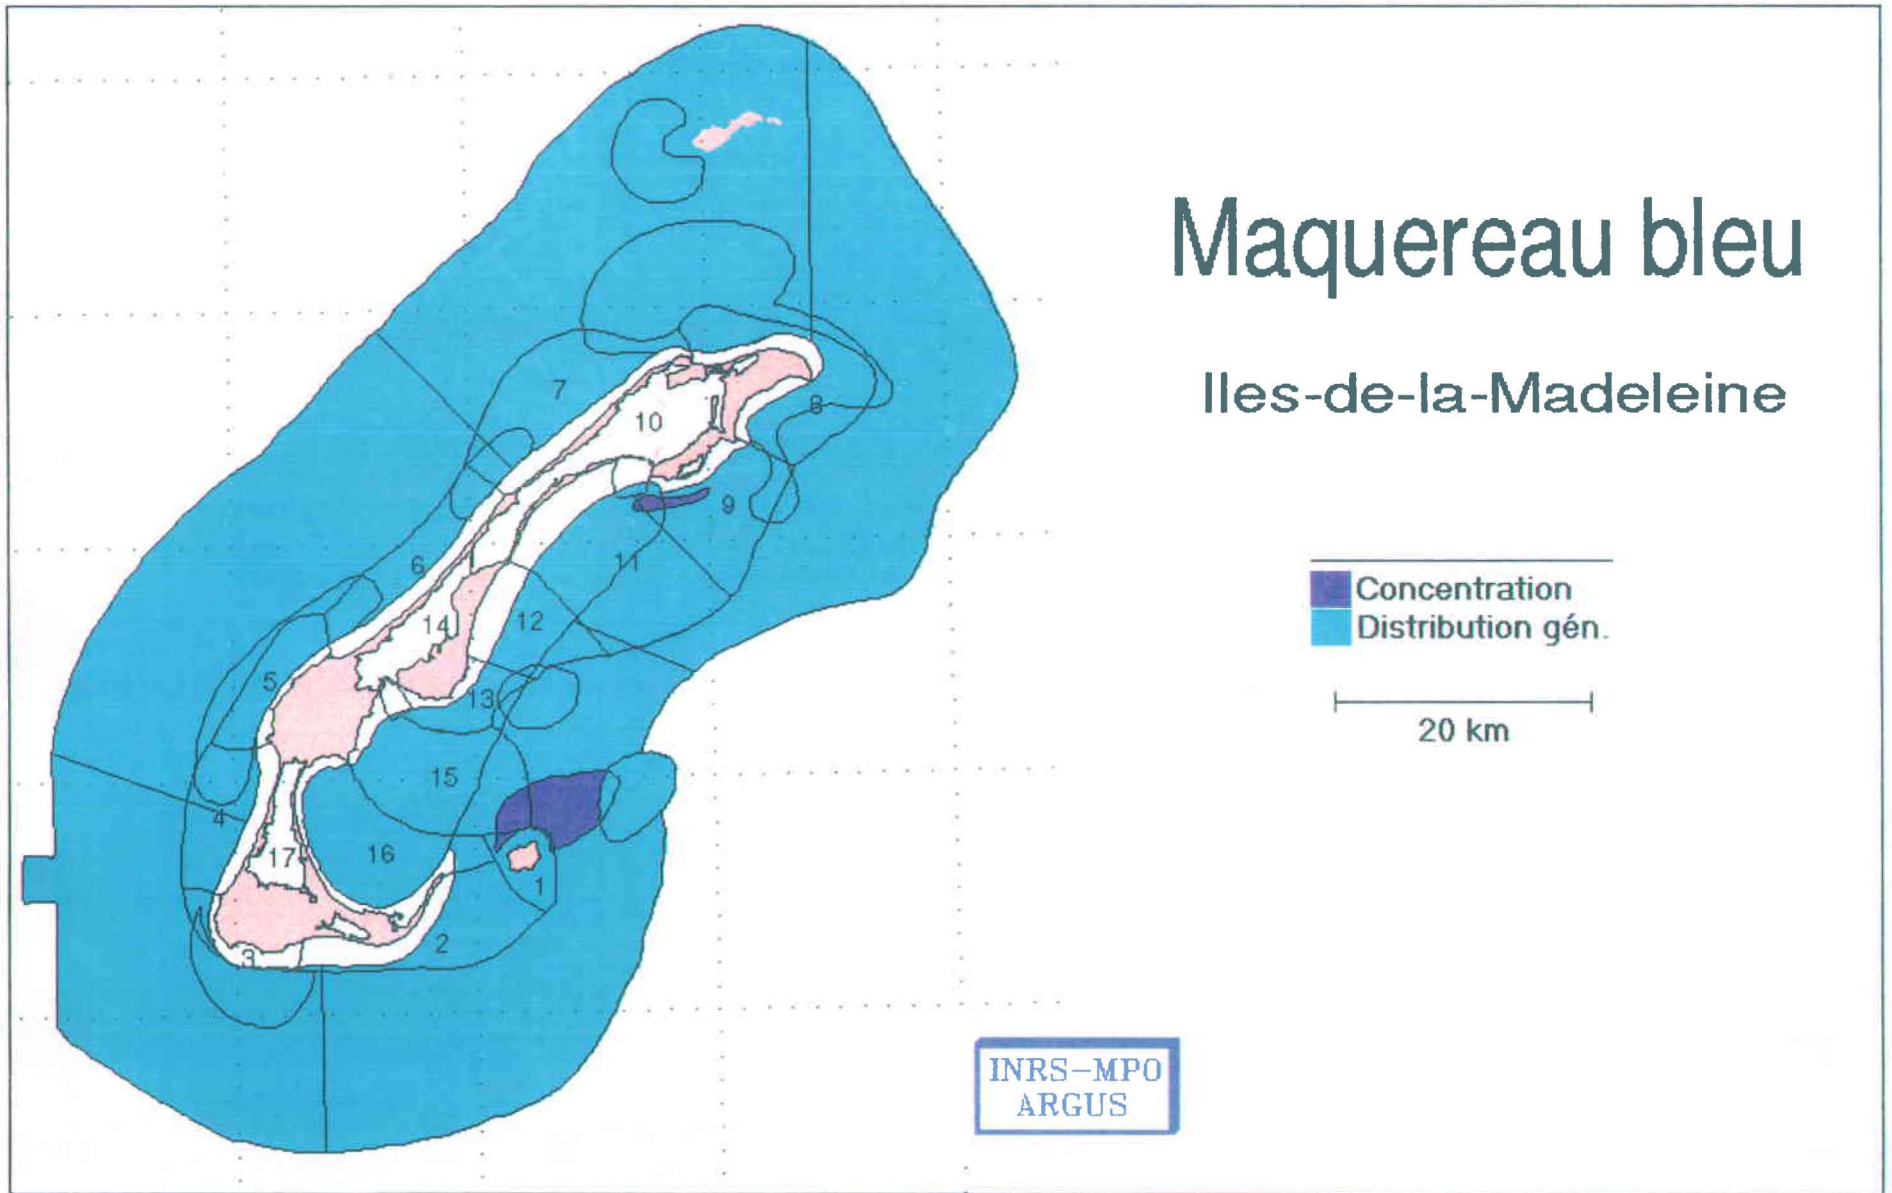 Maquereau bleu
Iles-de-la-Madeleine
Concentration
Distribution gén.
20 km
INRS-MPO
ARGUS
7
10
8
9
6
11
14
12
5
13
15
4
17
16
1
2
3